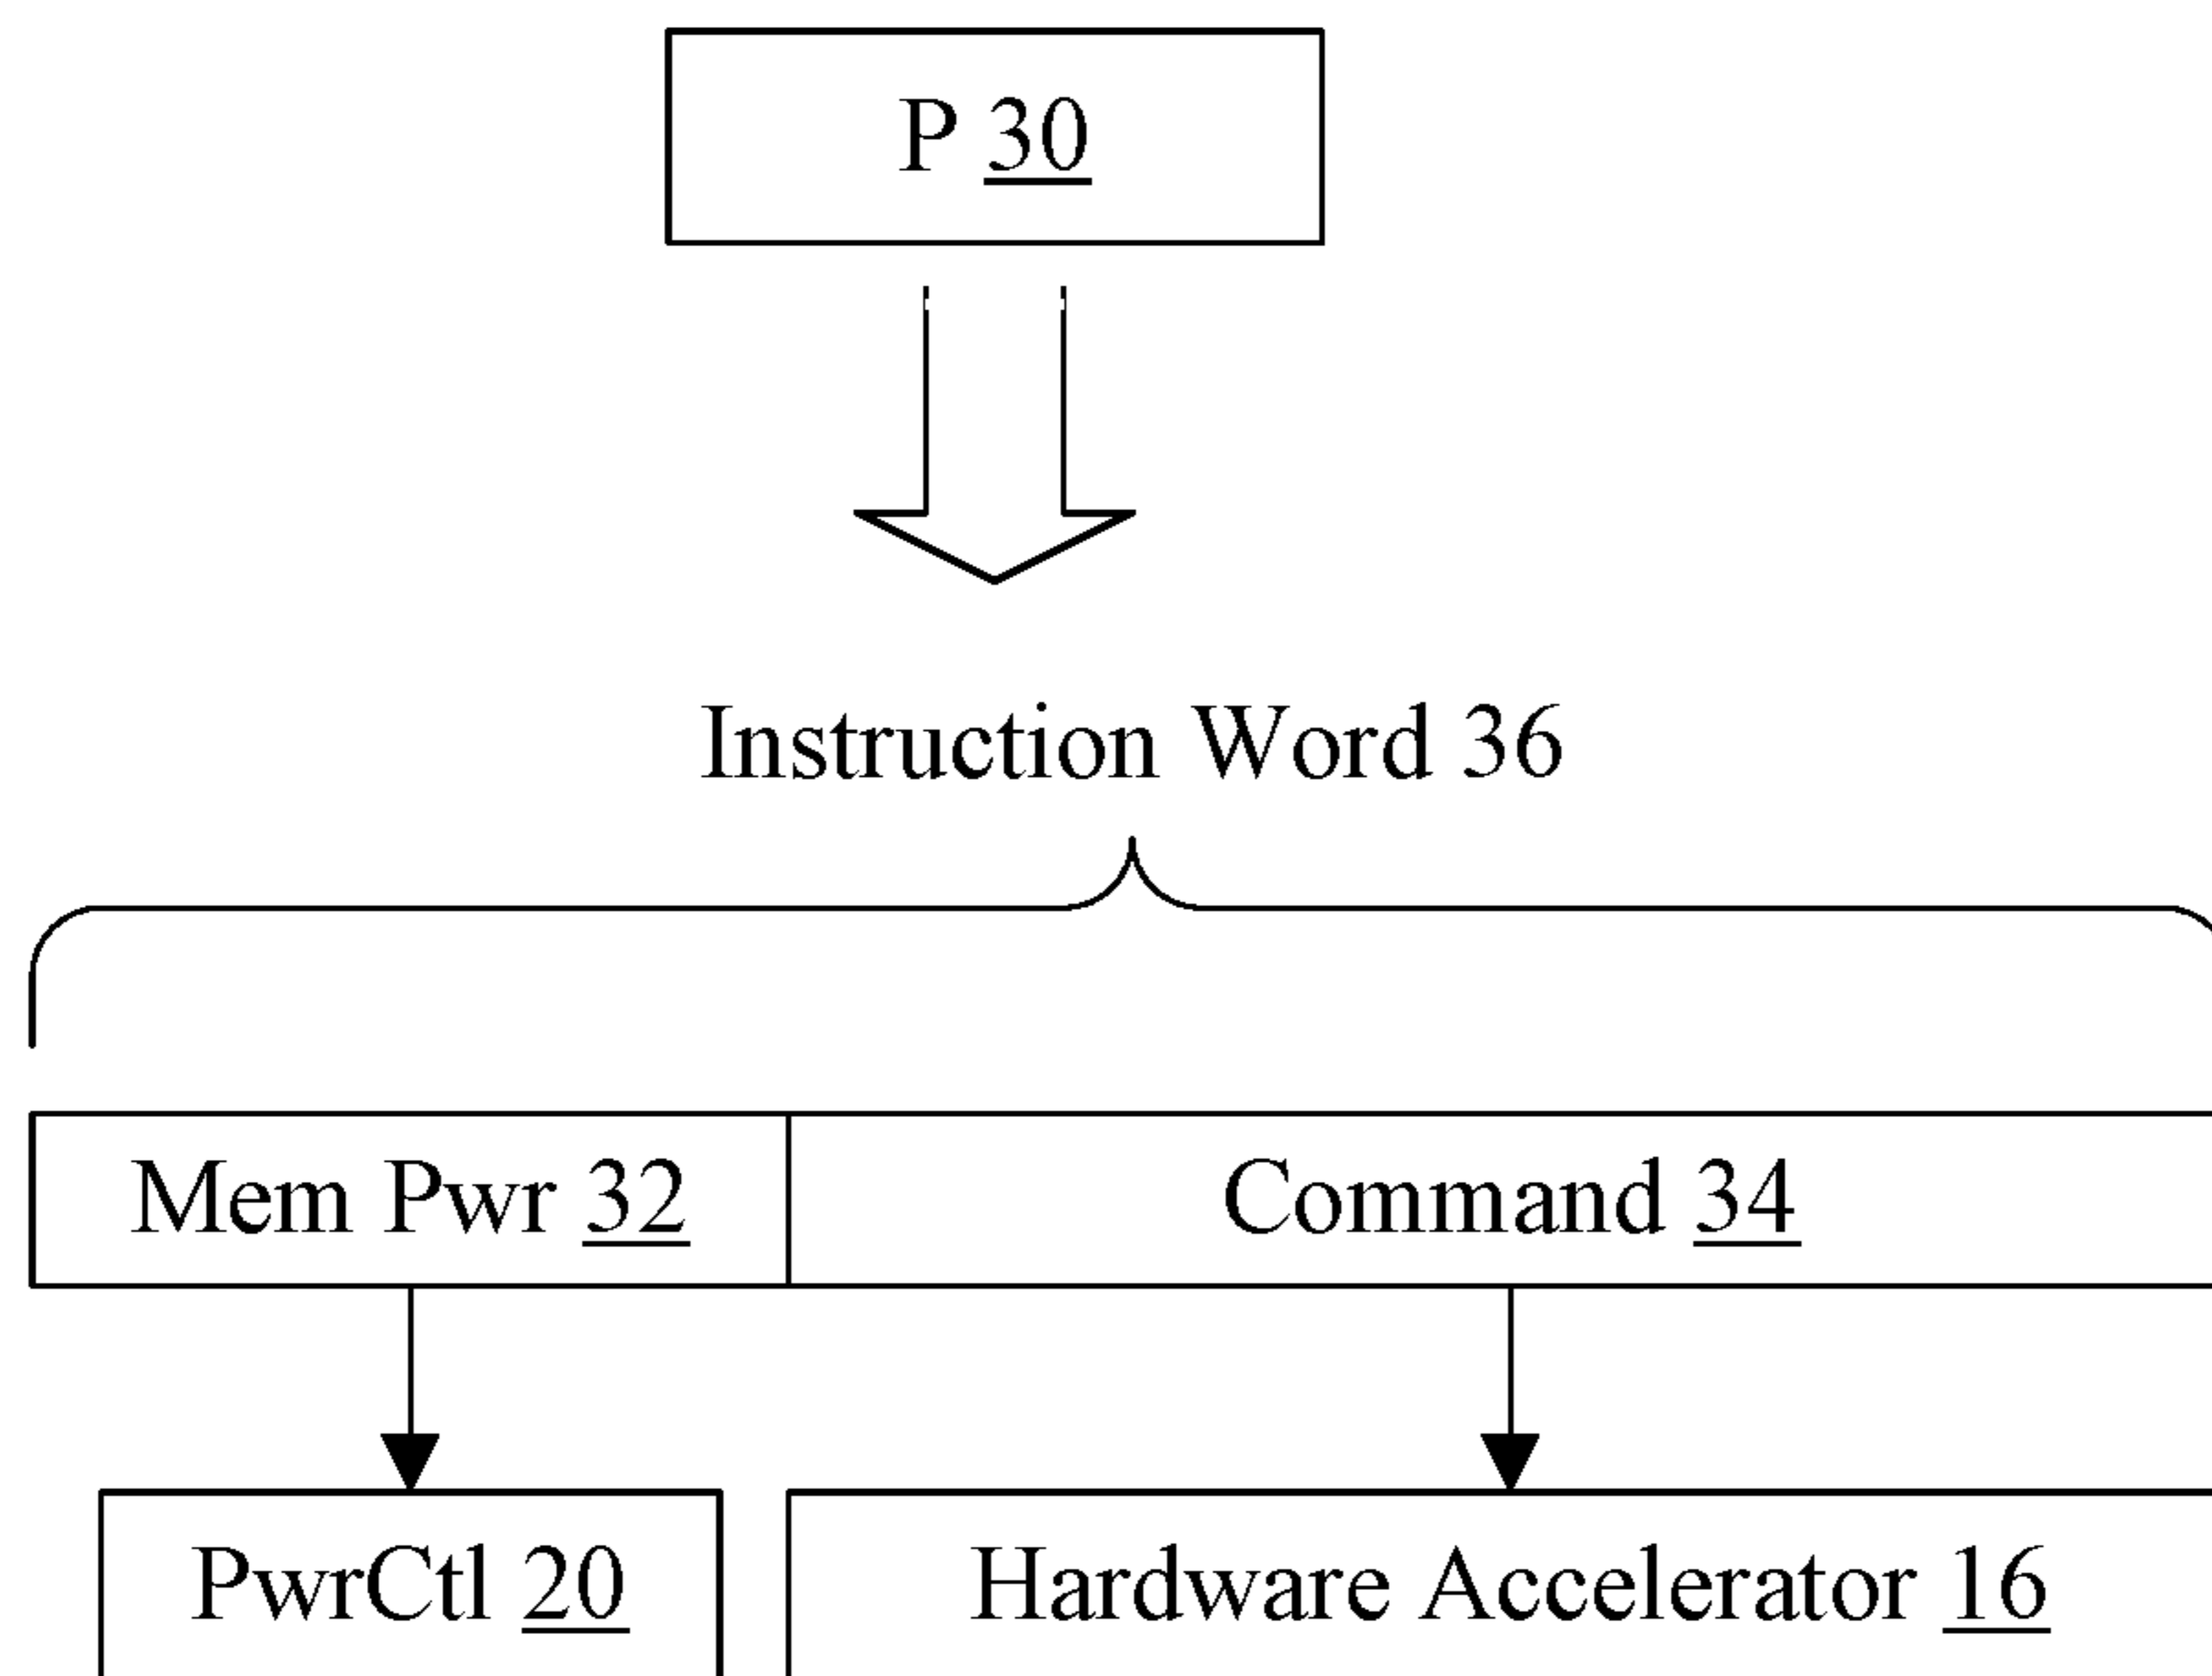 P 30
Instruction Word 36
Mem Pwr 32
Command 34
PwrCtl 20
Hardware Accelerator 16